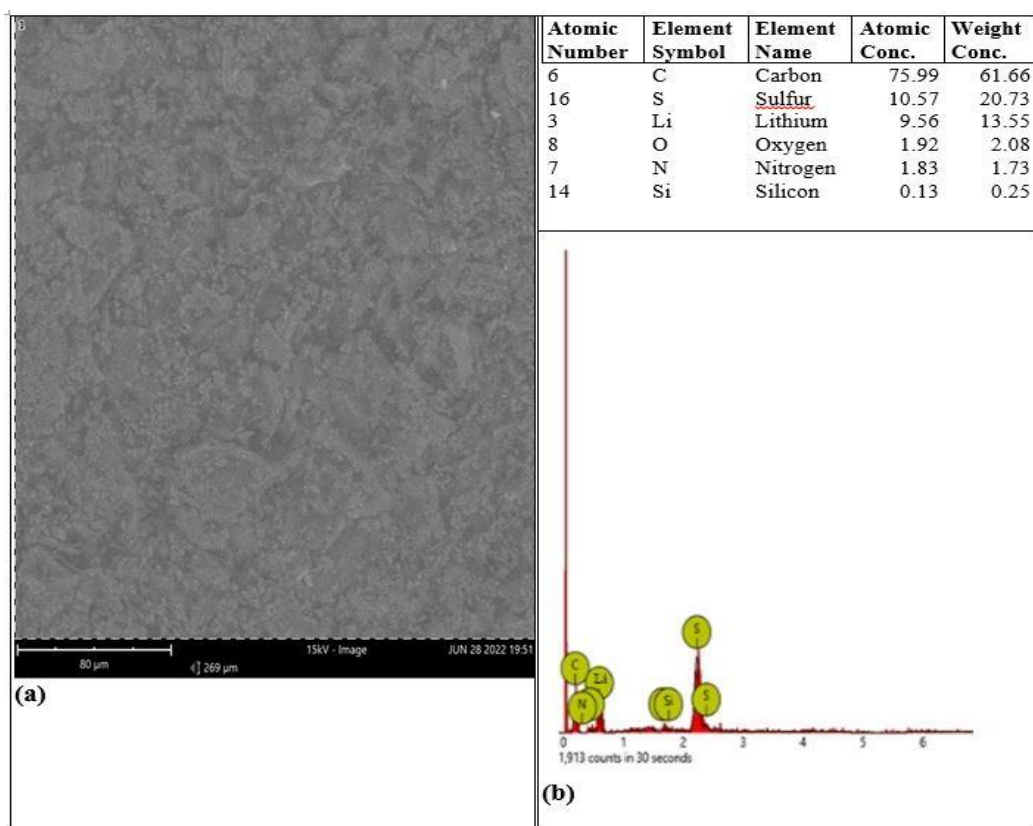 1
80 µm
269 µm
15kV - Image
JUN 28 2022 19:51
(a)
Atomic Number Element Symbol Element Name Atomic Conc. Weight Conc.
6 C Carbon 75.99 61.66
16 S Sulfur 10.57 20.73
3 Li Lithium 9.56 13.55
8 O Oxygen 1.92 2.08
7 N Nitrogen 1.83 1.73
14 Si Silicon 0.13 0.25
S
C
Li
N
Si
S
0 1 2 3 4 5 6
1,913 counts in 30 seconds
(b)